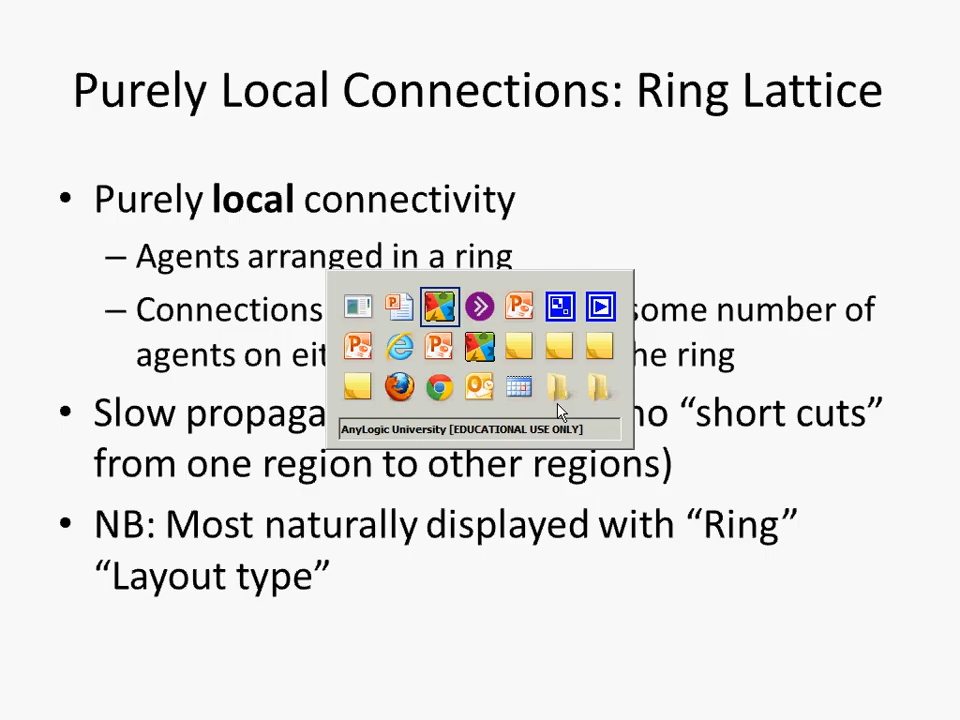 Purely Local Connections: Ring Lattice
• Purely local connectivity
– Agents arranged in a ring
– Connections some number of
agents on he ring
• Slow propaga no “short cuts”
from one region to other regions)
• NB: Most naturally displayed with “Ring”
“Layout type”
AnyLogic University [EDUCATIONAL USE ONLY]